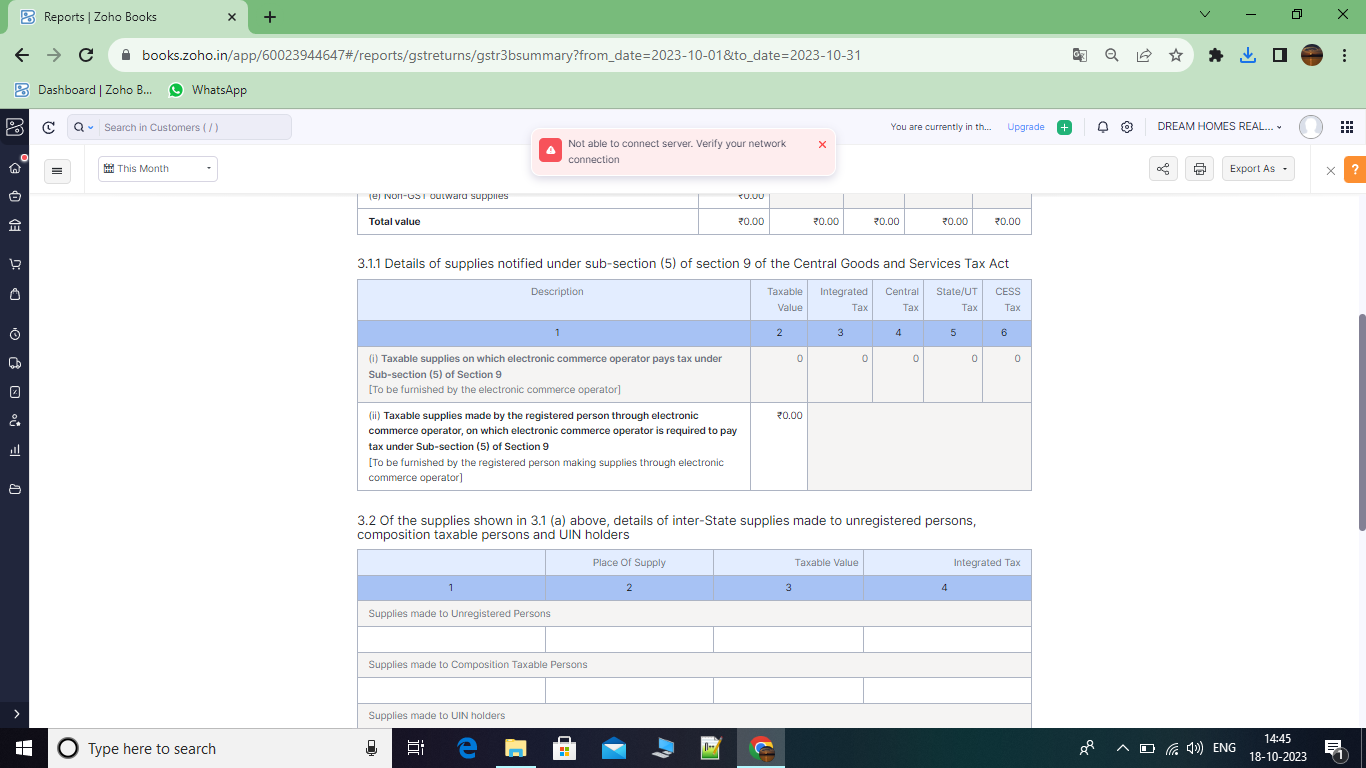 Reports | Zoho Books
books.zoho.in/app/60023944647#/reports/gstreturns/gstr3bsummary?from_date=2023-10-01&to_date=2023-10-31
Dashboard | Zoho B...
WhatsApp
Search in Customers ( / )
You are currently in th...
Upgrade
DREAM HOMES REAL...
Not able to connect server. Verify your network
connection
This Month
Export As
?
(e) Non-GST outward supplies ₹0.00
Total value ₹0.00 ₹0.00 ₹0.00 ₹0.00 ₹0.00
3.1.1 Details of supplies notified under sub-section (5) of section 9 of the Central Goods and Services Tax Act
Description Taxable Integrated Central State/UT CESS
Value Tax Tax Tax Tax
1 2 3 4 5 6
(i) Taxable supplies on which electronic commerce operator pays tax under 0 0 0 0 0
Sub-section (5) of Section 9
[To be furnished by the electronic commerce operator]
(ii) Taxable supplies made by the registered person through electronic ₹0.00
commerce operator, on which electronic commerce operator is required to pay
tax under Sub-section (5) of Section 9
[To be furnished by the registered person making supplies through electronic
commerce operator]
3.2 Of the supplies shown in 3.1 (a) above, details of inter-State supplies made to unregistered persons,
composition taxable persons and UIN holders
Place Of Supply Taxable Value Integrated Tax
1 2 3 4
Supplies made to Unregistered Persons
Supplies made to Composition Taxable Persons
Supplies made to UIN holders
Type here to search
ENG
14:45
18-10-2023
1